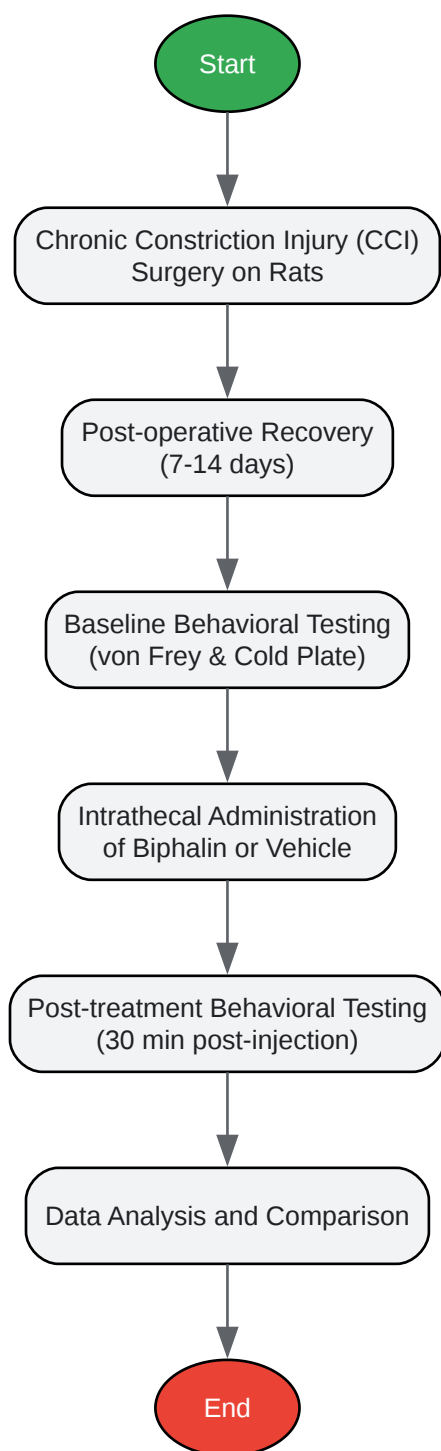 Start
Chronic Constriction Injury (CCI)
Surgery on Rats
Post-operative Recovery
(7-14 days)
Baseline Behavioral Testing
(von Frey & Cold Plate)
Intrathecal Administration
of Biphalin or Vehicle
Post-treatment Behavioral Testing
(30 min post-injection)
Data Analysis and Comparison
End